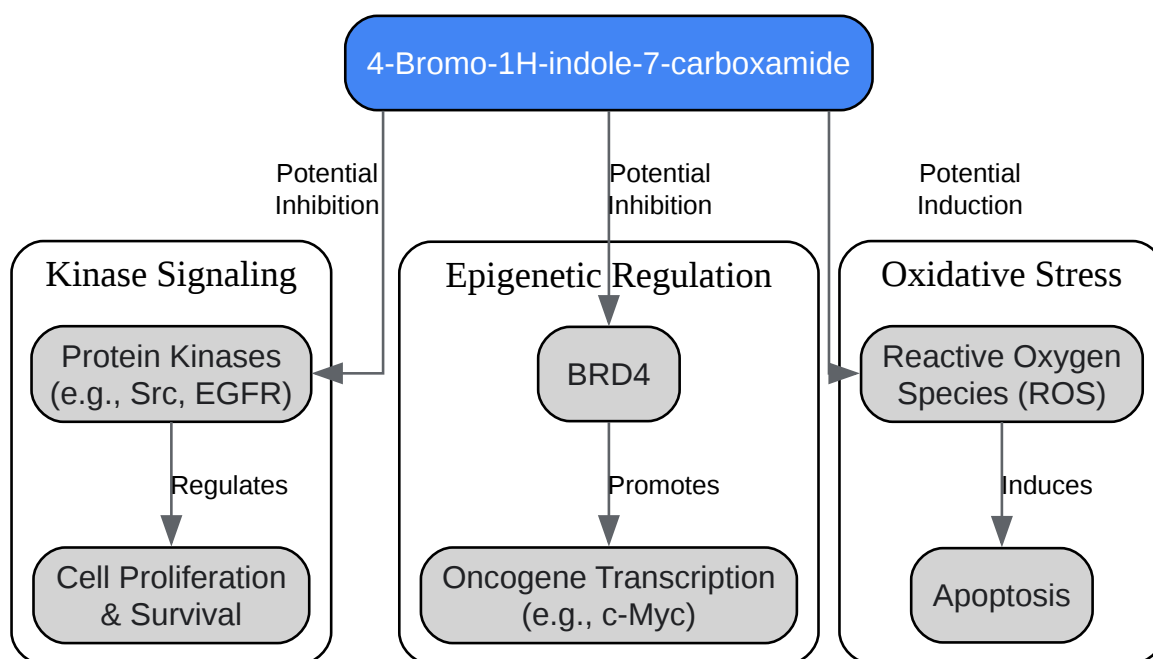 4-Bromo-1H-indole-7-carboxamide
Potential
Inhibition
Potential
Inhibition
Potential
Induction
Kinase Signaling
Epigenetic Regulation
Oxidative Stress
Protein Kinases
(e.g., Src, EGFR)
BRD4
Reactive Oxygen
Species (ROS)
Regulates
Promotes
Induces
Cell Proliferation
& Survival
Oncogene Transcription
(e.g., c-Myc)
Apoptosis